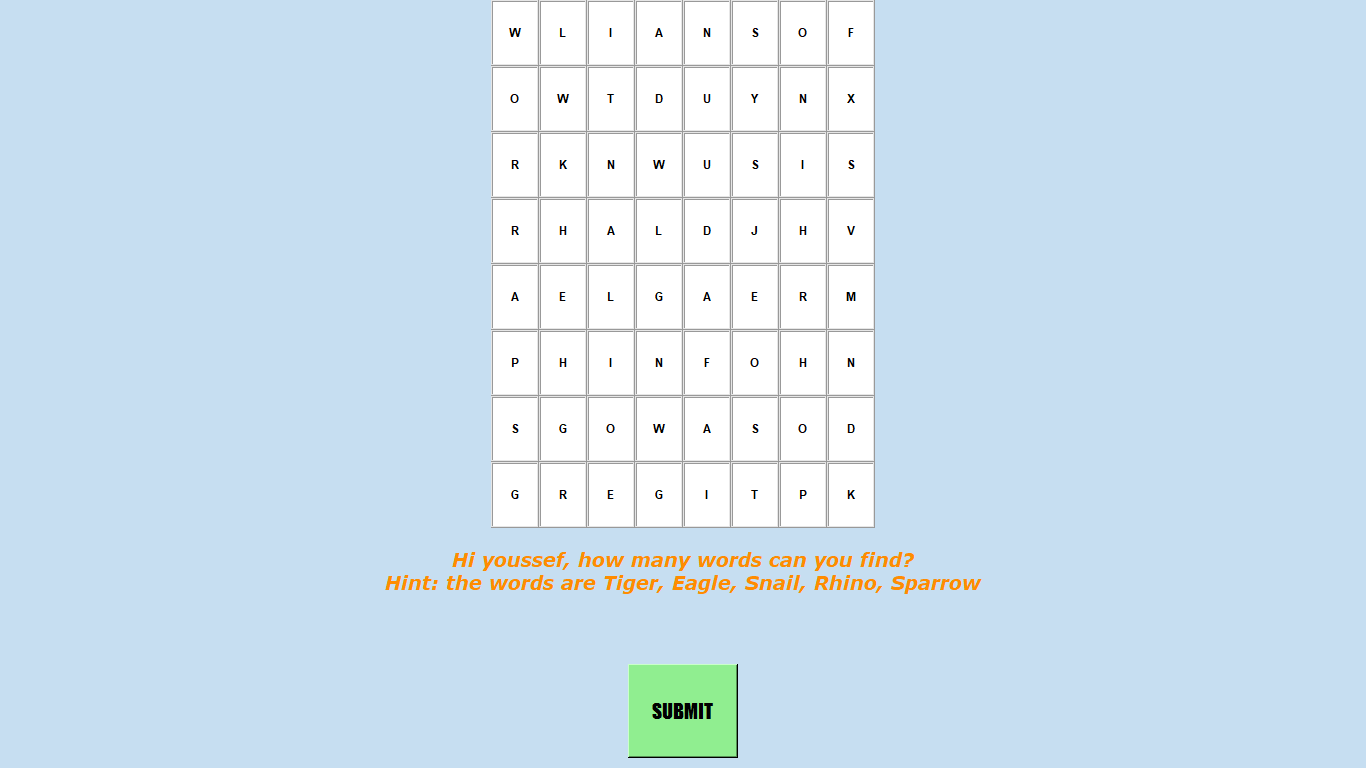 W L I A N S O F
O W T D U Y N X
R K N W U S I S
R H A L D J H V
A E L G A E R M
P H I N F O H N
S G O W A S O D
G R E G I T P K
Hi youssef, how many words can you find?
Hint: the words are Tiger, Eagle, Snail, Rhino, Sparrow
SUBMIT